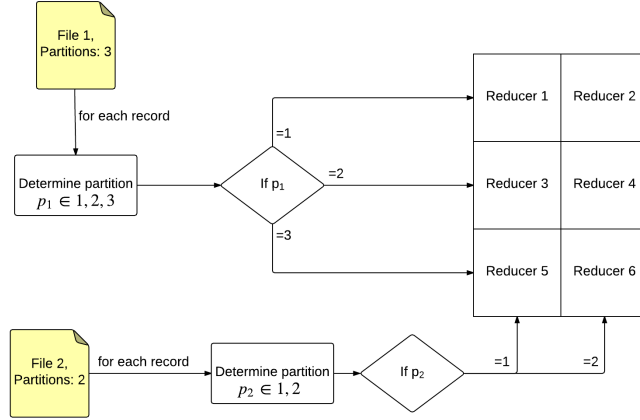 File 1,
Partitions: 3
for each record
Determine partition
p₁ ∈ 1, 2, 3
If p₁
=1
=2
=3
Reducer 1
Reducer 2
Reducer 3
Reducer 4
Reducer 5
Reducer 6
File 2,
Partitions: 2
for each record
Determine partition
p₂ ∈ 1, 2
If p₂
=1
=2